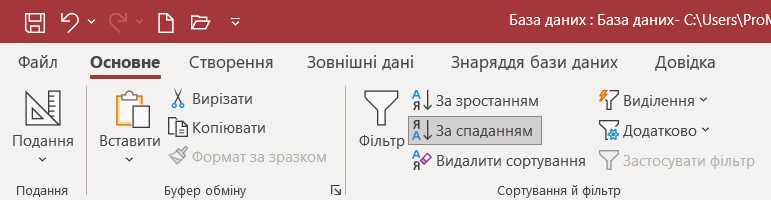 База даних : База даних- C:\Users\ProM
Файл Основне Створення Зовнішні дані Знаряддя бази даних Довідка
Подання
Подання
Вставити
Вирізати
Копіювати
Формат за зразком
Буфер обміну
Фільтр
За зростанням
За спаданням
Видалити сортування
Виділення
Додатково
Застосувати фільтр
Сортування й фільтр